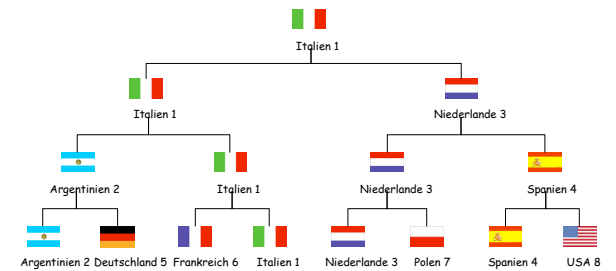 Italien 1
Italien 1 Niederlande 3
Argentinien 2 Italien 1 Niederlande 3 Spanien 4
Argentinien 2 Deutschland 5 Frankreich 6 Italien 1 Niederlande 3 Polen 7 Spanien 4 USA 8